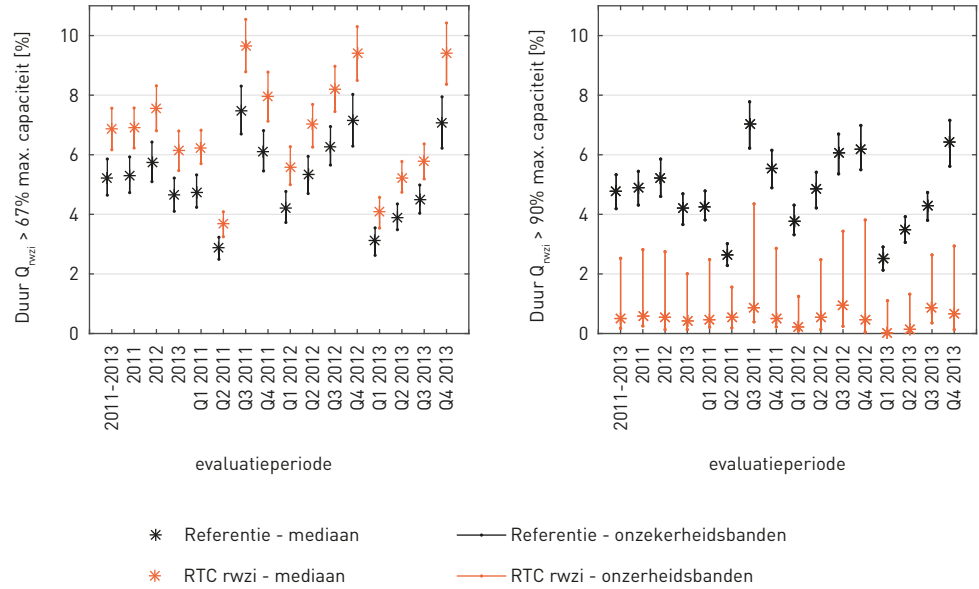 Duur Qrwzi > 67% max. capaciteit [%]
10
8
6
4
2
0
2011-2013
2011
2012
2013
Q1 2011
Q2 2011
Q3 2011
Q4 2011
Q1 2012
Q2 2012
Q3 2012
Q4 2012
Q1 2013
Q2 2013
Q3 2013
Q4 2013
evaluatieperiode
Duur Qrwzi > 90% max. capaciteit [%]
10
8
6
4
2
0
2011-2013
2011
2012
2013
Q1 2011
Q2 2011
Q3 2011
Q4 2011
Q1 2012
Q2 2012
Q3 2012
Q4 2012
Q1 2013
Q2 2013
Q3 2013
Q4 2013
evaluatieperiode
Referentie - mediaan
Referentie - onzekerheidsbanden
RTC rwzi - mediaan
RTC rwzi - onzerheidsbanden